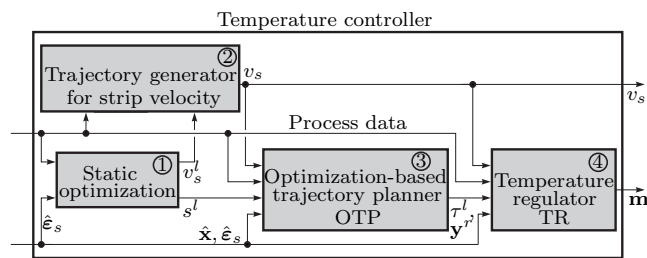 Temperature controller
②
Trajectory generator
for strip velocity
v_s
v_s
Process data
①
Static
optimization
v_s^l
s^l
③
Optimization-based
trajectory planner
OTP
④
Temperature
regulator
TR
τ^l,
y^r
m
ε̂_s
x̂, ε̂_s